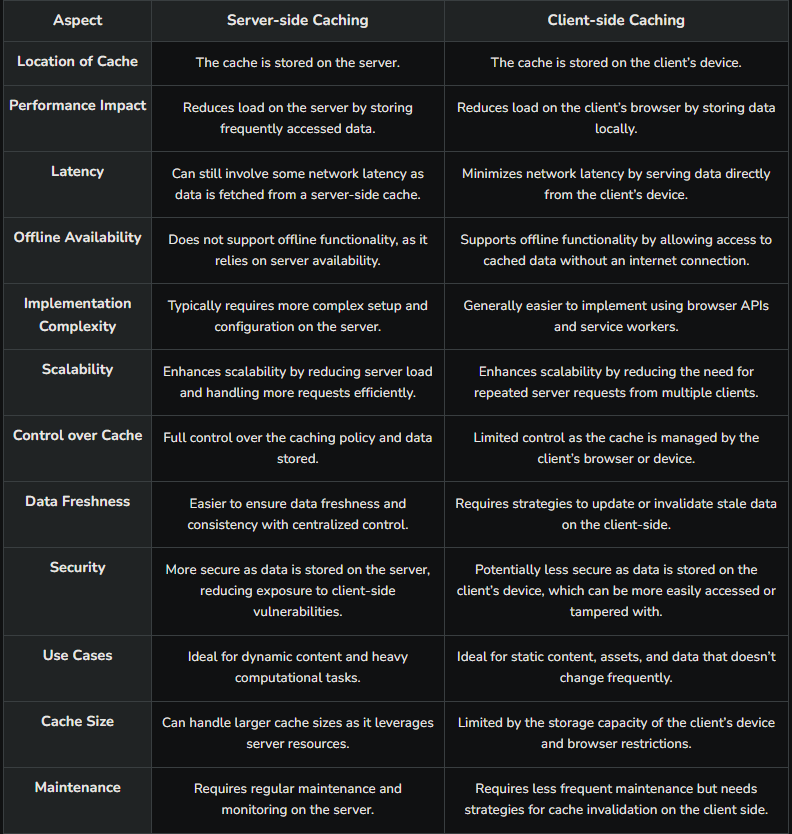 Aspect
Server-side Caching
Client-side Caching
Location of Cache
The cache is stored on the server.
The cache is stored on the client’s device.
Performance Impact
Reduces load on the server by storing
frequently accessed data.
Reduces load on the client’s browser by storing data
locally.
Latency
Can still involve some network latency as
data is fetched from a server-side cache.
Minimizes network latency by serving data directly
from the client’s device.
Offline Availability
Does not support offline functionality, as it
relies on server availability.
Supports offline functionality by allowing access to
cached data without an internet connection.
Implementation
Complexity
Typically requires more complex setup and
configuration on the server.
Generally easier to implement using browser APIs
and service workers.
Scalability
Enhances scalability by reducing server load
and handling more requests efficiently.
Enhances scalability by reducing the need for
repeated server requests from multiple clients.
Control over Cache
Full control over the caching policy and data
stored.
Limited control as the cache is managed by the
client’s browser or device.
Data Freshness
Easier to ensure data freshness and
consistency with centralized control.
Requires strategies to update or invalidate stale data
on the client-side.
Security
More secure as data is stored on the server,
reducing exposure to client-side
vulnerabilities.
Potentially less secure as data is stored on the
client’s device, which can be more easily accessed or
tampered with.
Use Cases
Ideal for dynamic content and heavy
computational tasks.
Ideal for static content, assets, and data that doesn’t
change frequently.
Cache Size
Can handle larger cache sizes as it leverages
server resources.
Limited by the storage capacity of the client’s device
and browser restrictions.
Maintenance
Requires regular maintenance and
monitoring on the server.
Requires less frequent maintenance but needs
strategies for cache invalidation on the client side.